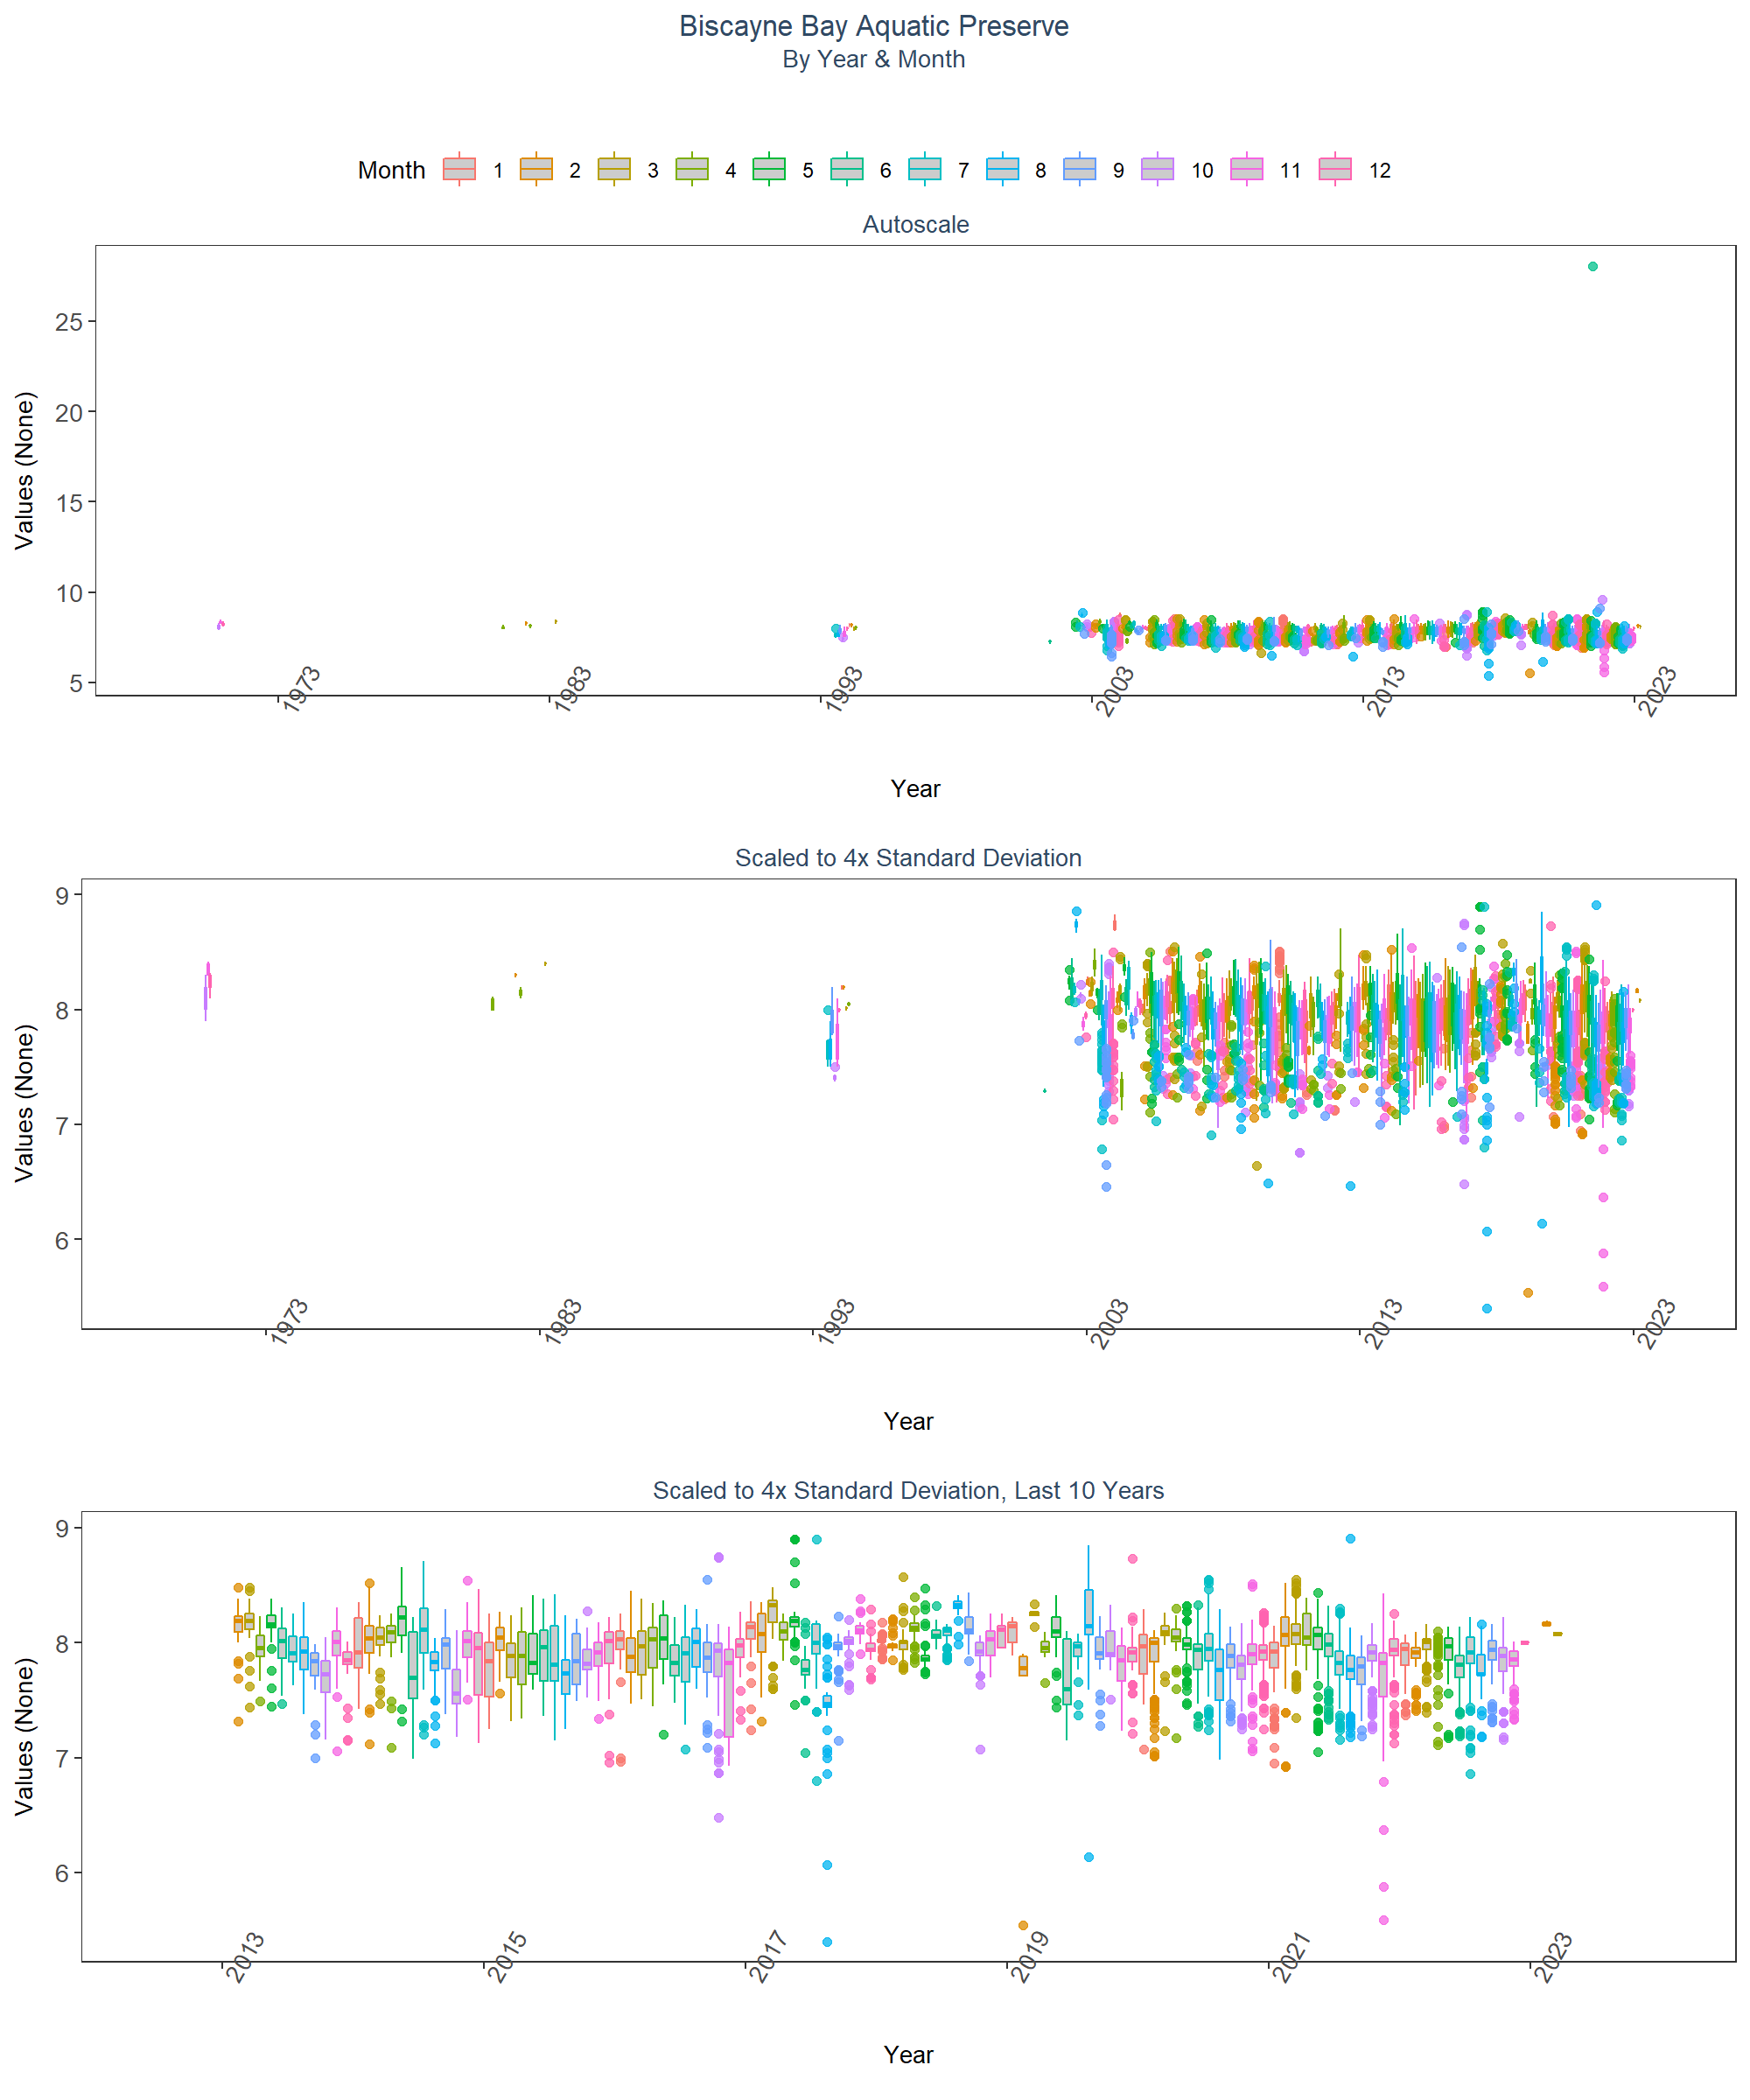 Biscayne Bay Aquatic Preserve
By Year & Month
Month 1 2 3 4 5 6 7 8 9 10 11 12
Autoscale
Values (None)
25
20
15
10
5
1973 1983 1993 2003 2013 2023
Year
Scaled to 4x Standard Deviation
Values (None)
9
8
7
6
1973 1983 1993 2003 2013 2023
Year
Scaled to 4x Standard Deviation, Last 10 Years
Values (None)
9
8
7
6
2013 2015 2017 2019 2021 2023
Year